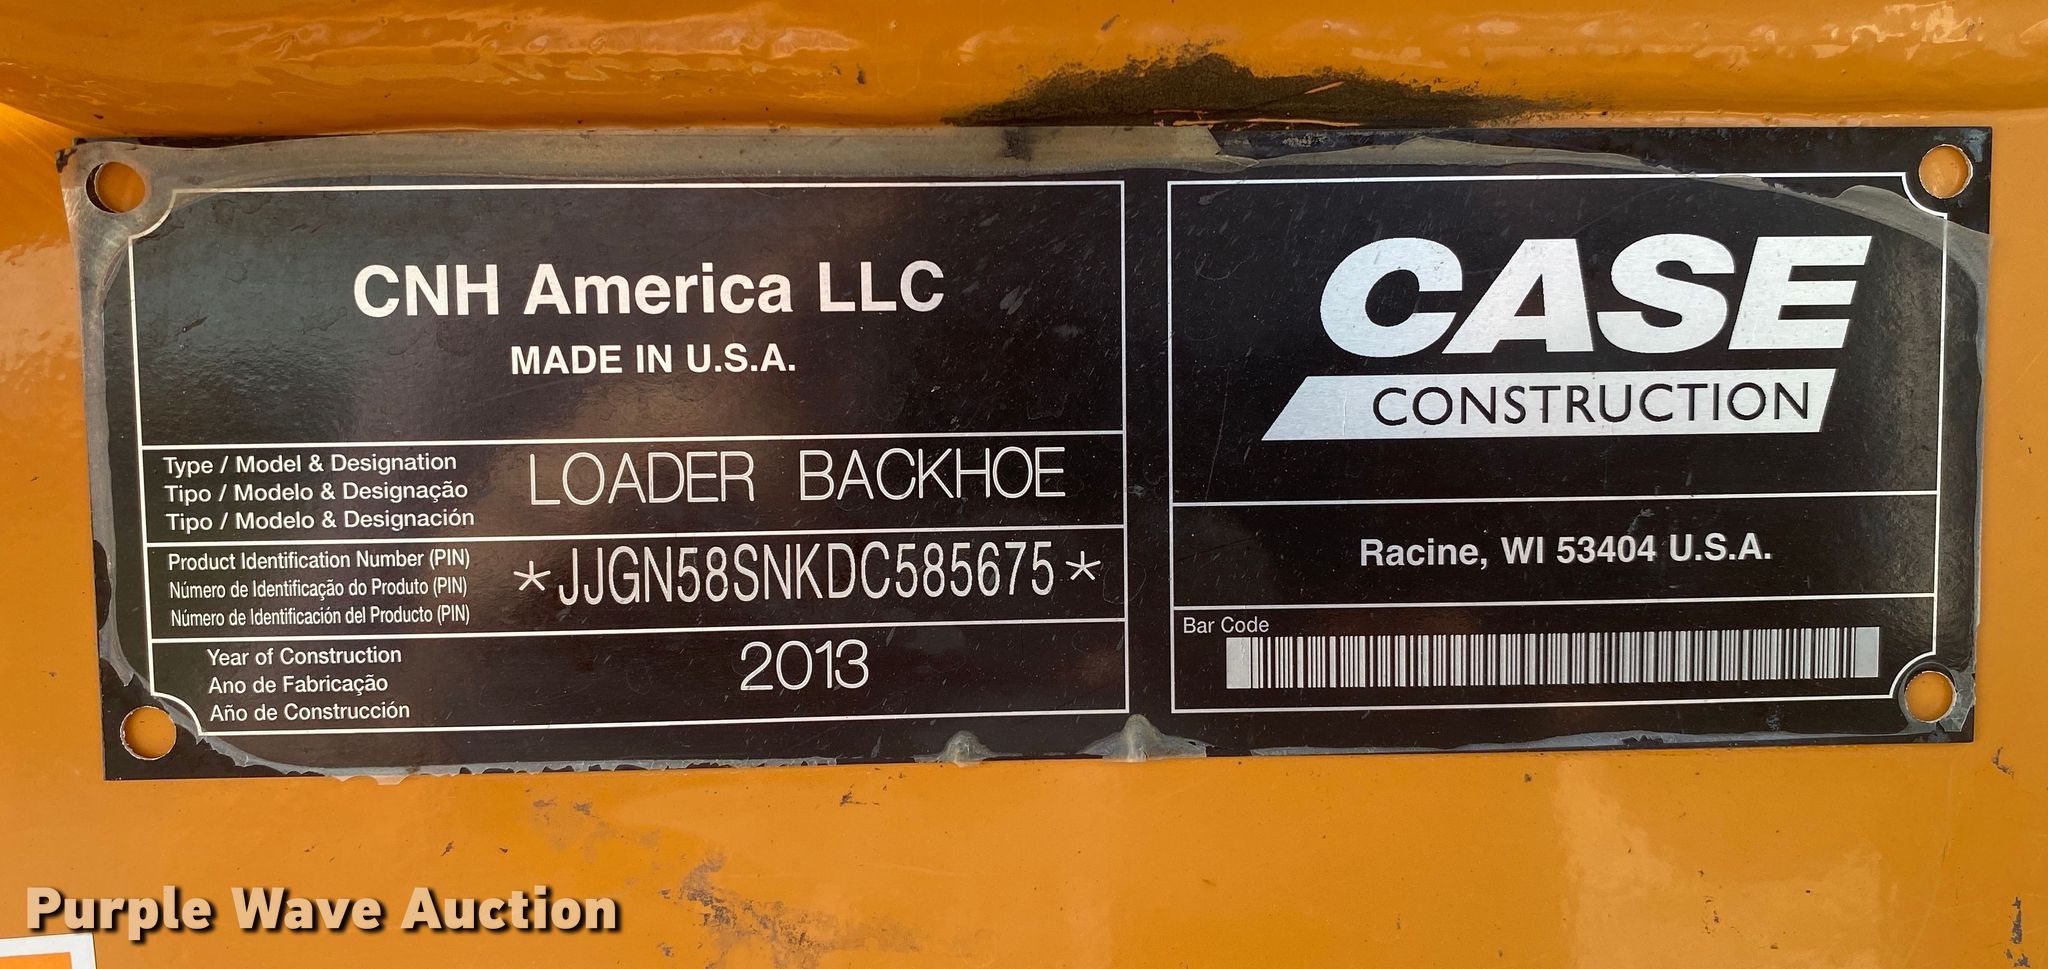 CNH America LLC
MADE IN U.S.A.
Type / Model & Designation
Tipo / Modelo & Designação
Tipo / Modelo & Designación
LOADER BACKHOE
Product Identification Number (PIN)
Número de Identificação do Produto (PIN)
Número de Identificación del Producto (PIN)
*JJGN58SNKDC585675*
Year of Construction
Ano de Fabricação
Año de Construcción
2013
CASE
CONSTRUCTION
Racine, WI 53404 U.S.A.
Bar Code
Purple Wave Auction